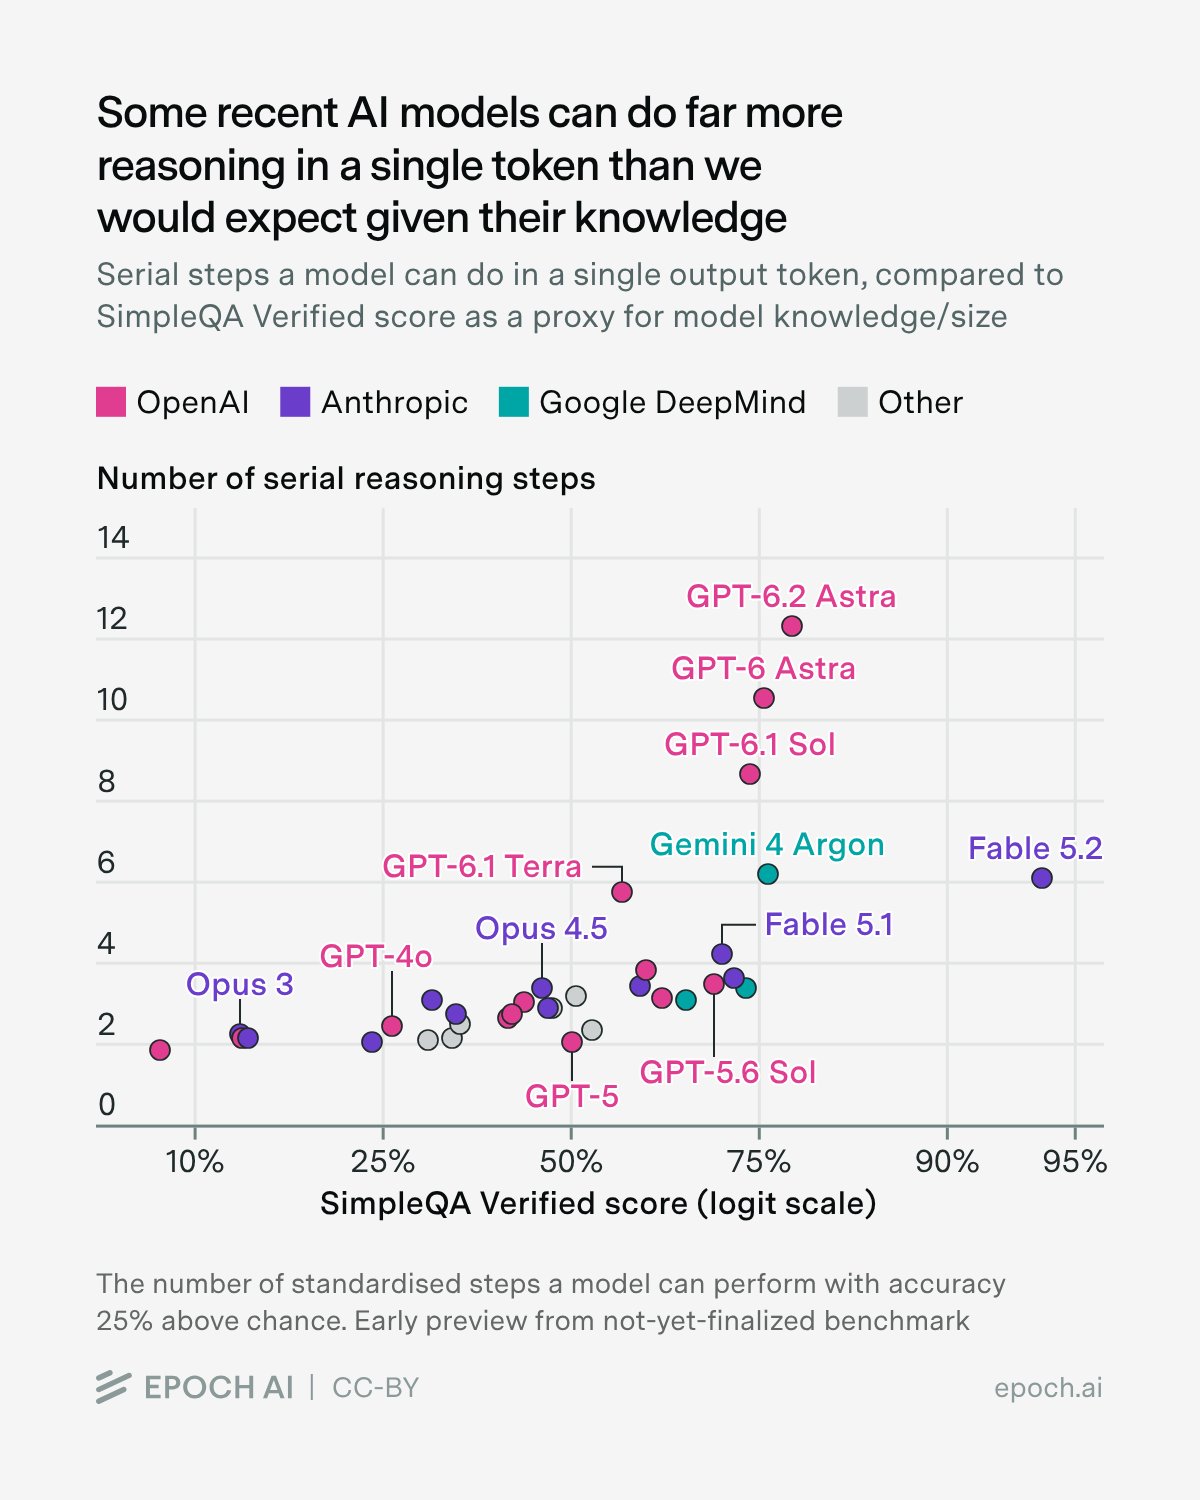 Some recent AI models can do far more
reasoning in a single token than we
would expect given their knowledge
Serial steps a model can do in a single output token, compared to
SimpleQA Verified score as a proxy for model knowledge/size
OpenAI Anthropic Google DeepMind Other
Number of serial reasoning steps
14
GPT-6.2 Astra
12
GPT-6 Astra
10
GPT-6.1 Sol
8
Gemini 4 Argon
Fable 5.2
6
GPT-6.1 Terra
Opus 4.5
Fable 5.1
4
GPT-4o
Opus 3
2
GPT-5.6 Sol
GPT-5
0
10% 25% 50% 75% 90% 95%
SimpleQA Verified score (logit scale)
The number of standardised steps a model can perform with accuracy
25% above chance. Early preview from not-yet-finalized benchmark
EPOCH AI | CC-BY epoch.ai